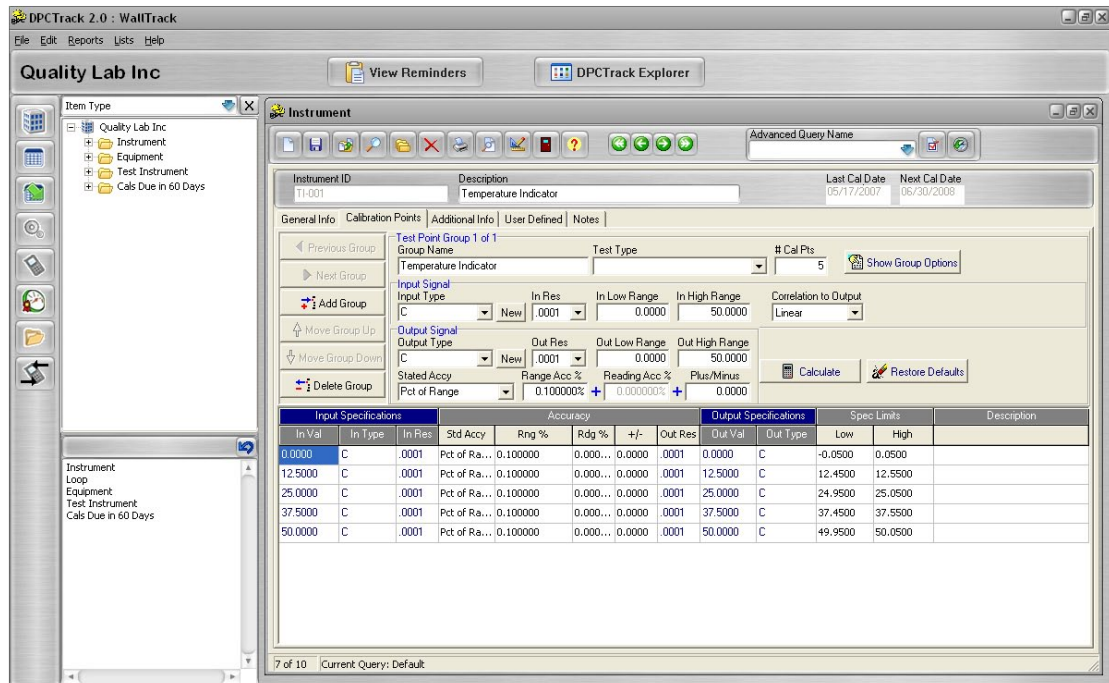 DPCTrack 2.0 : WallTrack
File Edit Reports Lists Help
Quality Lab Inc
View Reminders
DPCTrack Explorer
Item Type
Quality Lab Inc
Instrument
Equipment
Test Instrument
Cals Due in 60 Days
Instrument
Loop
Equipment
Test Instrument
Cals Due in 60 Days
Instrument
Advanced Query Name
Instrument ID Description Last Cal Date Next Cal Date
TI-001 Temperature Indicator 05/17/2007 06/30/2008
General Info Calibration Points Additional Info User Defined Notes
Previous Group
Next Group
Add Group
Move Group Up
Move Group Down
Delete Group
Test Point Group 1 of 1
Group Name Test Type # Cal Pts
Temperature Indicator 5 Show Group Options
Input Signal
Input Type In Res In Low Range In High Range Correlation to Output
C New .0001 0.0000 50.0000 Linear
Output Signal
Output Type Out Res Out Low Range Out High Range
C New .0001 0.0000 50.0000
Calculate Restore Defaults
Stated Accy Range Acc % Reading Acc % Plus/Minus
Pct of Range 0.100000% + 0.000000% + 0.0000
Input Specifications Accuracy Output Specifications Spec Limits Description
In Val In Type In Res Std Accy Rng % Rdg % +/- Out Res Out Val Out Type Low High
0.0000 C .0001 Pct of Ra... 0.100000 0.000... 0.0000 .0001 0.0000 C -0.0500 0.0500
12.5000 C .0001 Pct of Ra... 0.100000 0.000... 0.0000 .0001 12.5000 C 12.4500 12.5500
25.0000 C .0001 Pct of Ra... 0.100000 0.000... 0.0000 .0001 25.0000 C 24.9500 25.0500
37.5000 C .0001 Pct of Ra... 0.100000 0.000... 0.0000 .0001 37.5000 C 37.4500 37.5500
50.0000 C .0001 Pct of Ra... 0.100000 0.000... 0.0000 .0001 50.0000 C 49.9500 50.0500
7 of 10 Current Query: Default